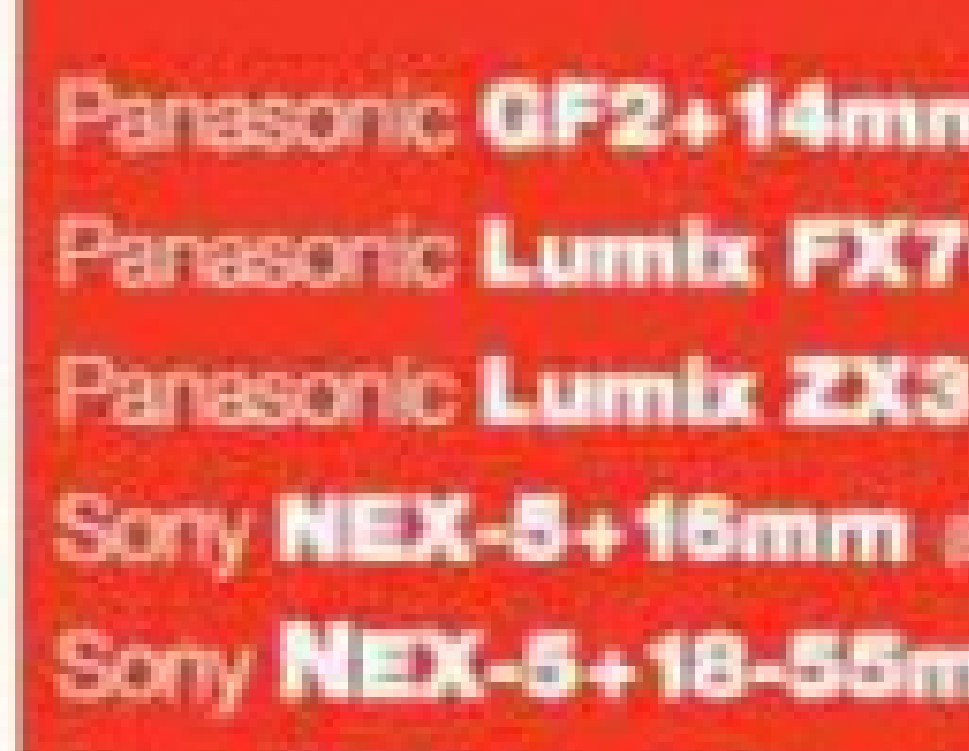 Panasonic GF2+14mm
Panasonic Lumix FX7
Panasonic Lumix ZX3
Sony NEX-5+16mm
Sony NEX-5+18-55m